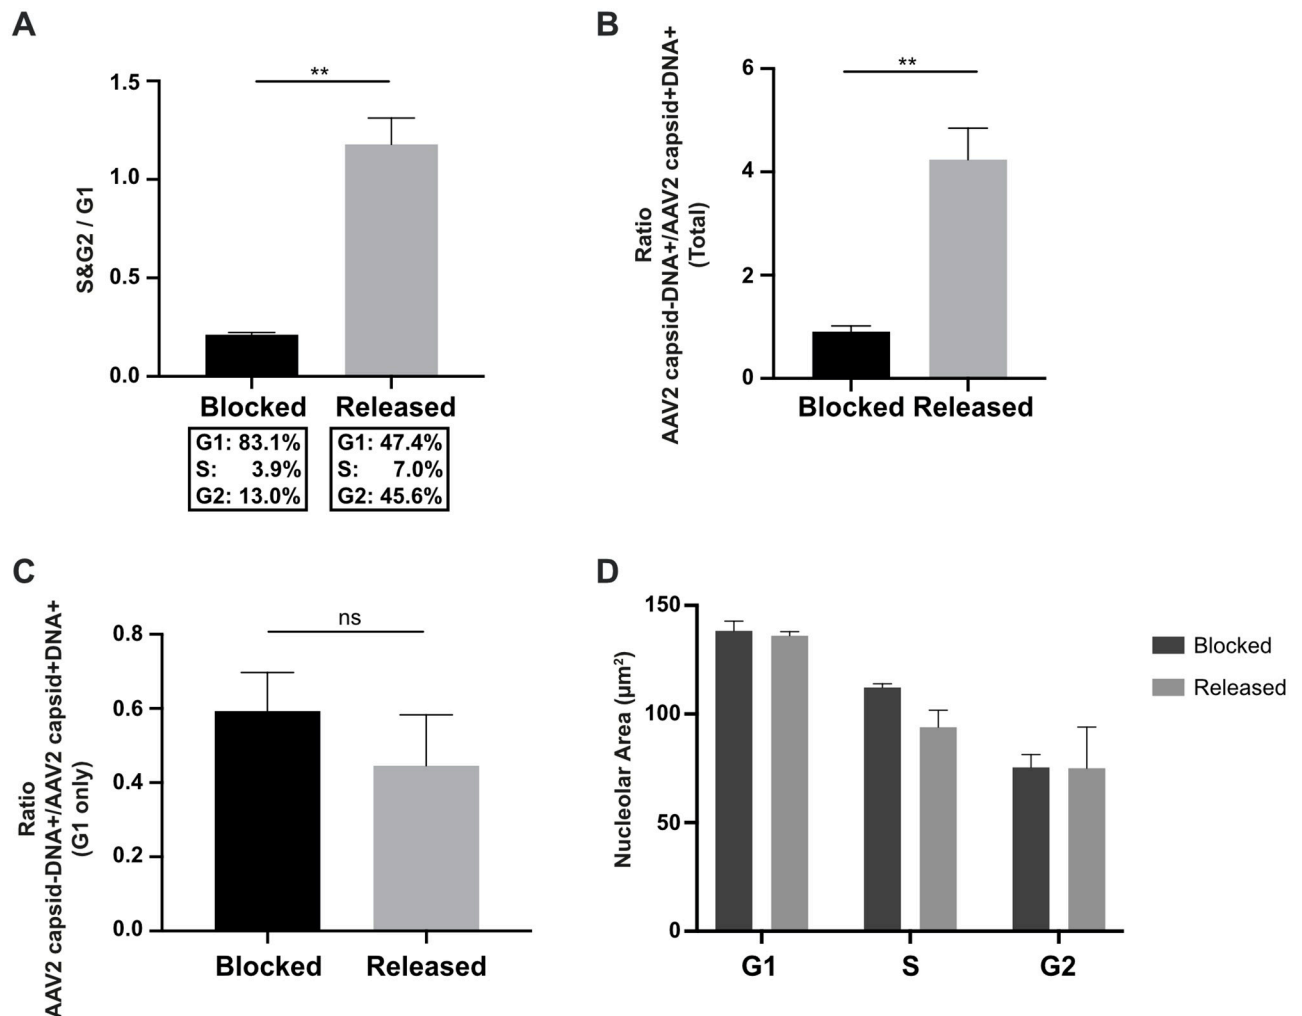 A
**
1.5
1.0
0.5
0.0
S&G2 / G1
Blocked
Released
G1: 83.1%
S: 3.9%
G2: 13.0%
G1: 47.4%
S: 7.0%
G2: 45.6%
B
**
6
4
2
0
Ratio
AAV2 capsid-DNA+/AAV2 capsid+DNA+
(Total)
Blocked
Released
C
ns
0.8
0.6
0.4
0.2
0.0
Ratio
AAV2 capsid-DNA+/AAV2 capsid+DNA+
(G1 only)
Blocked
Released
D
150
100
50
0
Nucleolar Area (µm²)
G1
S
G2
Blocked
Released